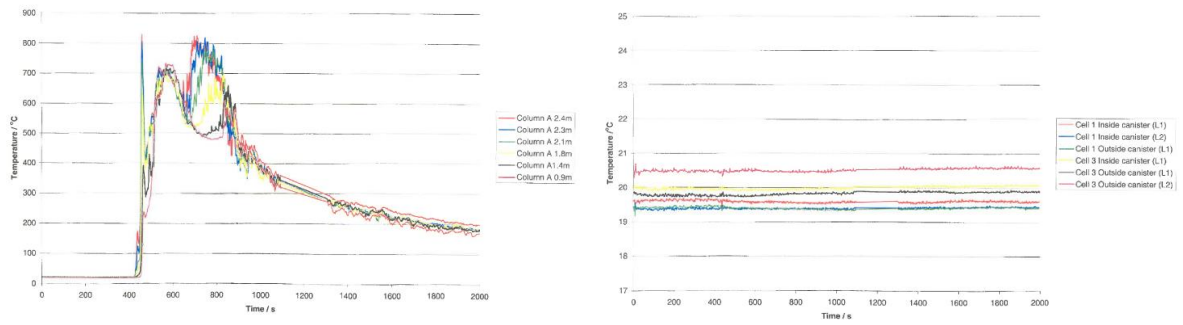 900
800
700
600
500
400
300
200
100
0
Temperature / °C
0 200 400 600 800 1000 1200 1400 1600 1800 2000
Time / s
Column A 2.4m
Column A 2.3m
Column A 2.1m
Column A 1.8m
Column A1.4m
Column A 0.9m
25
24
23
22
21
20
19
18
17
Temperature /°C
0 200 400 600 800 1000 1200 1400 1600 1800 2000
Time / s
Cell 1 Inside canister (L1)
Cell 1 Inside canister (L2)
Cell 1 Outside canister (L1)
Cell 3 Inside canister (L1)
Cell 3 Outside canister (L1)
Cell 3 Outside canister (L2)